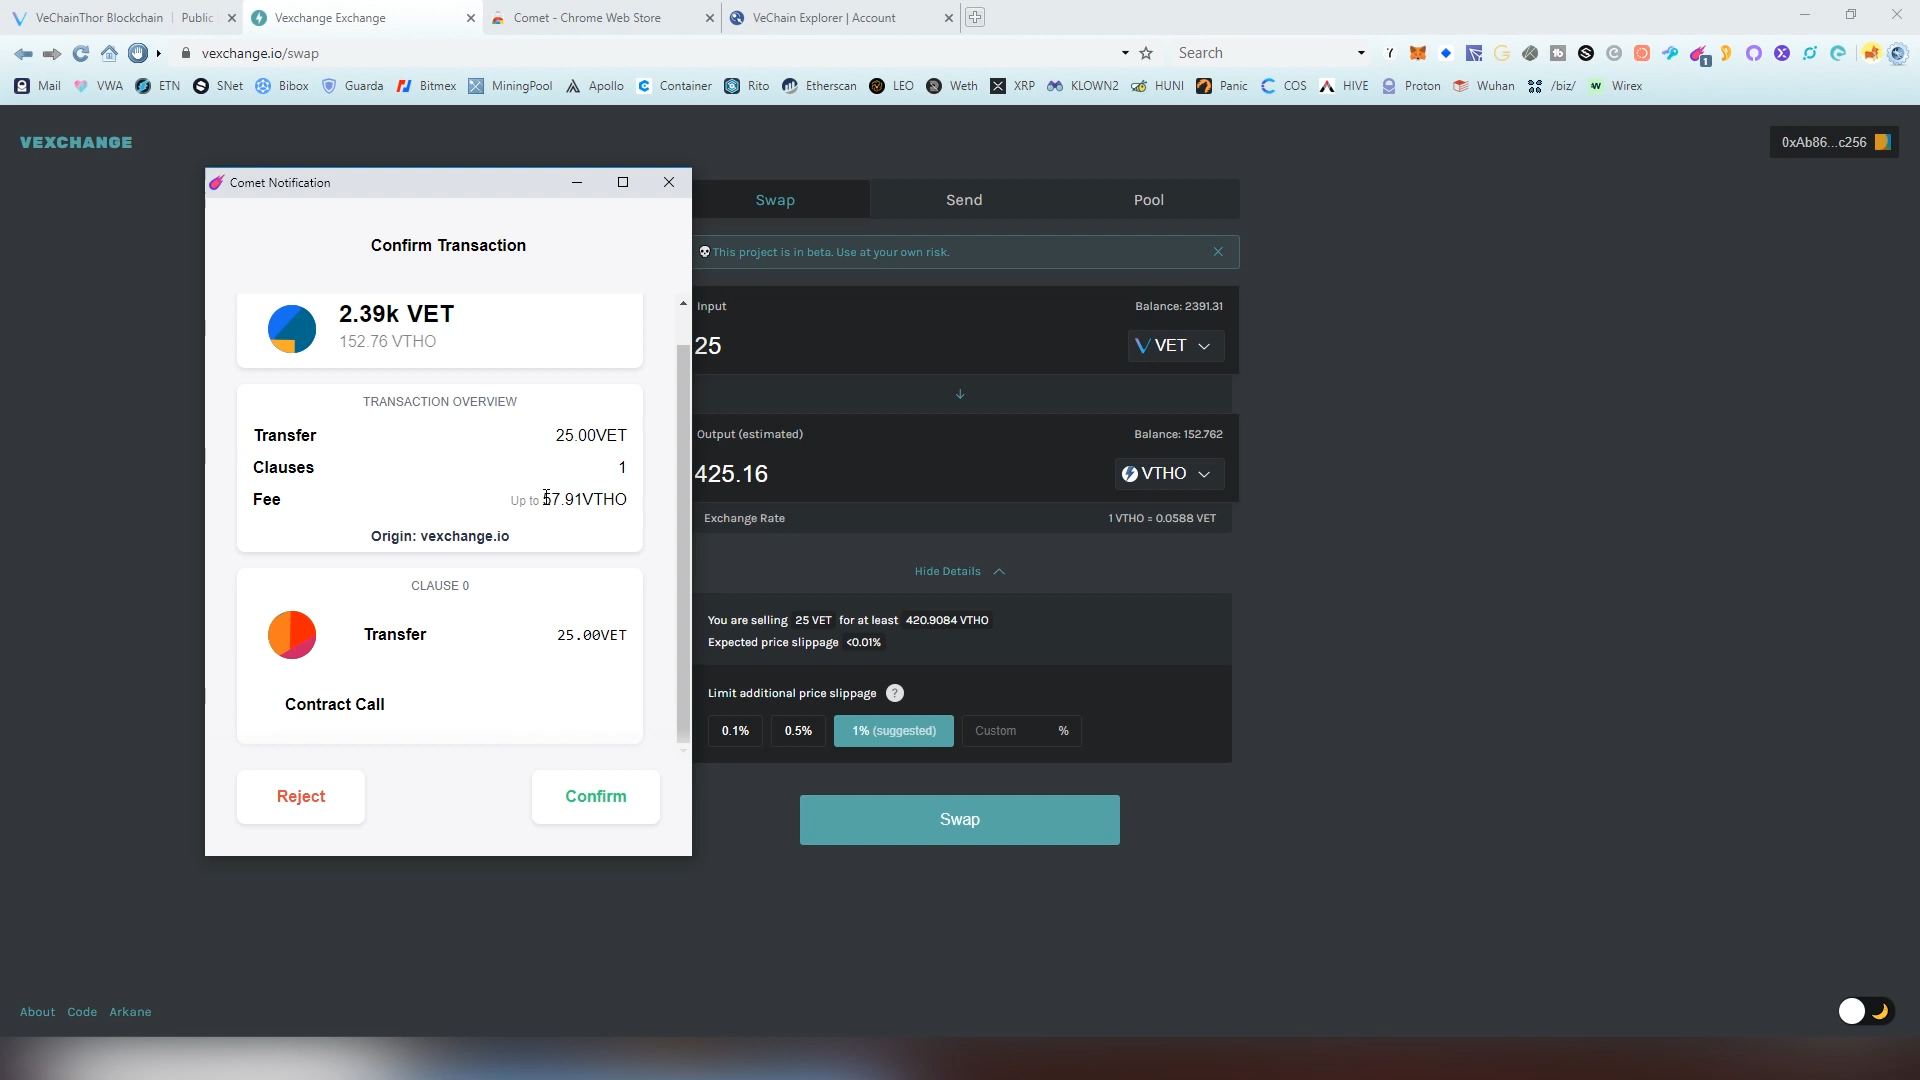 VeChainThor Blockchain | Public
Vexchange Exchange
Comet - Chrome Web Store
VeChain Explorer | Account
vexchange.io/swap
Search
1
Mail
VWA
ETN
SNet
Bibox
Guarda
Bitmex
MiningPool
Apollo
Container
Rito
Etherscan
LEO
Weth
XRP
KLOWN2
HUNI
Panic
COS
HIVE
Proton
Wuhan
/biz/
Wirex
VEXCHANGE
0xAb86...c256
Comet Notification
Confirm Transaction
2.39k VET
152.76 VTHO
TRANSACTION OVERVIEW
Transfer 25.00VET
Clauses 1
Fee Up to 57.91VTHO
Origin: vexchange.io
CLAUSE 0
Transfer 25.00VET
Contract Call
Reject
Confirm
Swap
Send
Pool
💀This project is in beta. Use at your own risk.
Input
Balance: 2391.31
25
VET
Output (estimated)
Balance: 152.762
425.16
VTHO
Exchange Rate
1 VTHO = 0.0588 VET
Hide Details
You are selling 25 VET for at least 420.9084 VTHO
Expected price slippage <0.01%
Limit additional price slippage ?
0.1%
0.5%
1% (suggested)
Custom %
Swap
About
Code
Arkane